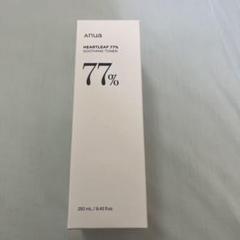 ANUA
HEARTLEAF 77%
SOOTHING TONER
77%
250 mL / 8.45 fl.oz.